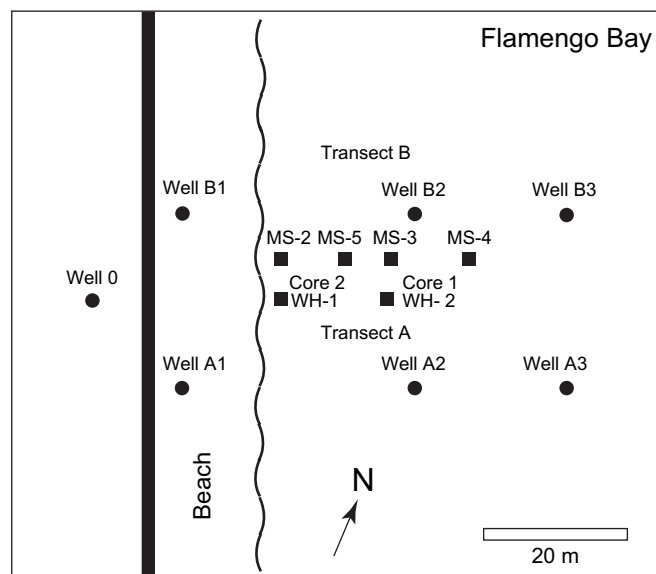 Flamengo Bay
Transect B
Well B1
Well B2
Well B3
MS-2
MS-5
MS-3
MS-4
Well 0
Core 2
WH-1
Core 1
WH- 2
Transect A
Well A1
Well A2
Well A3
Beach
N
20 m